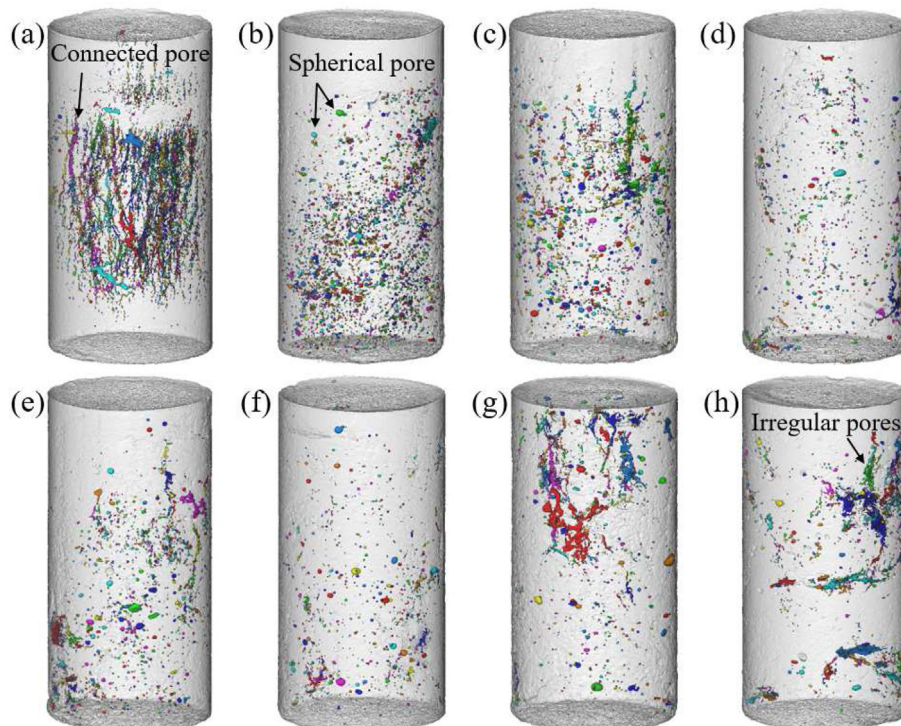 (a)
Connected pore
(b)
Spherical pore
(c)
(d)
(e)
(f)
(g)
(h)
Irregular pores